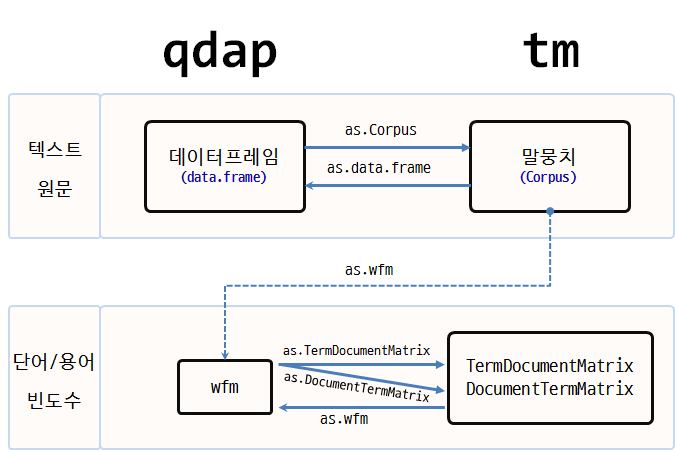 qdap
tm
텍스트
원문
데이터프레임
(data.frame)
as.Corpus
as.data.frame
말뭉치
(Corpus)
as.wfm
단어/용어
빈도수
wfm
as.TermDocumentMatrix
as.DocumentTermMatrix
as.wfm
TermDocumentMatrix
DocumentTermMatrix